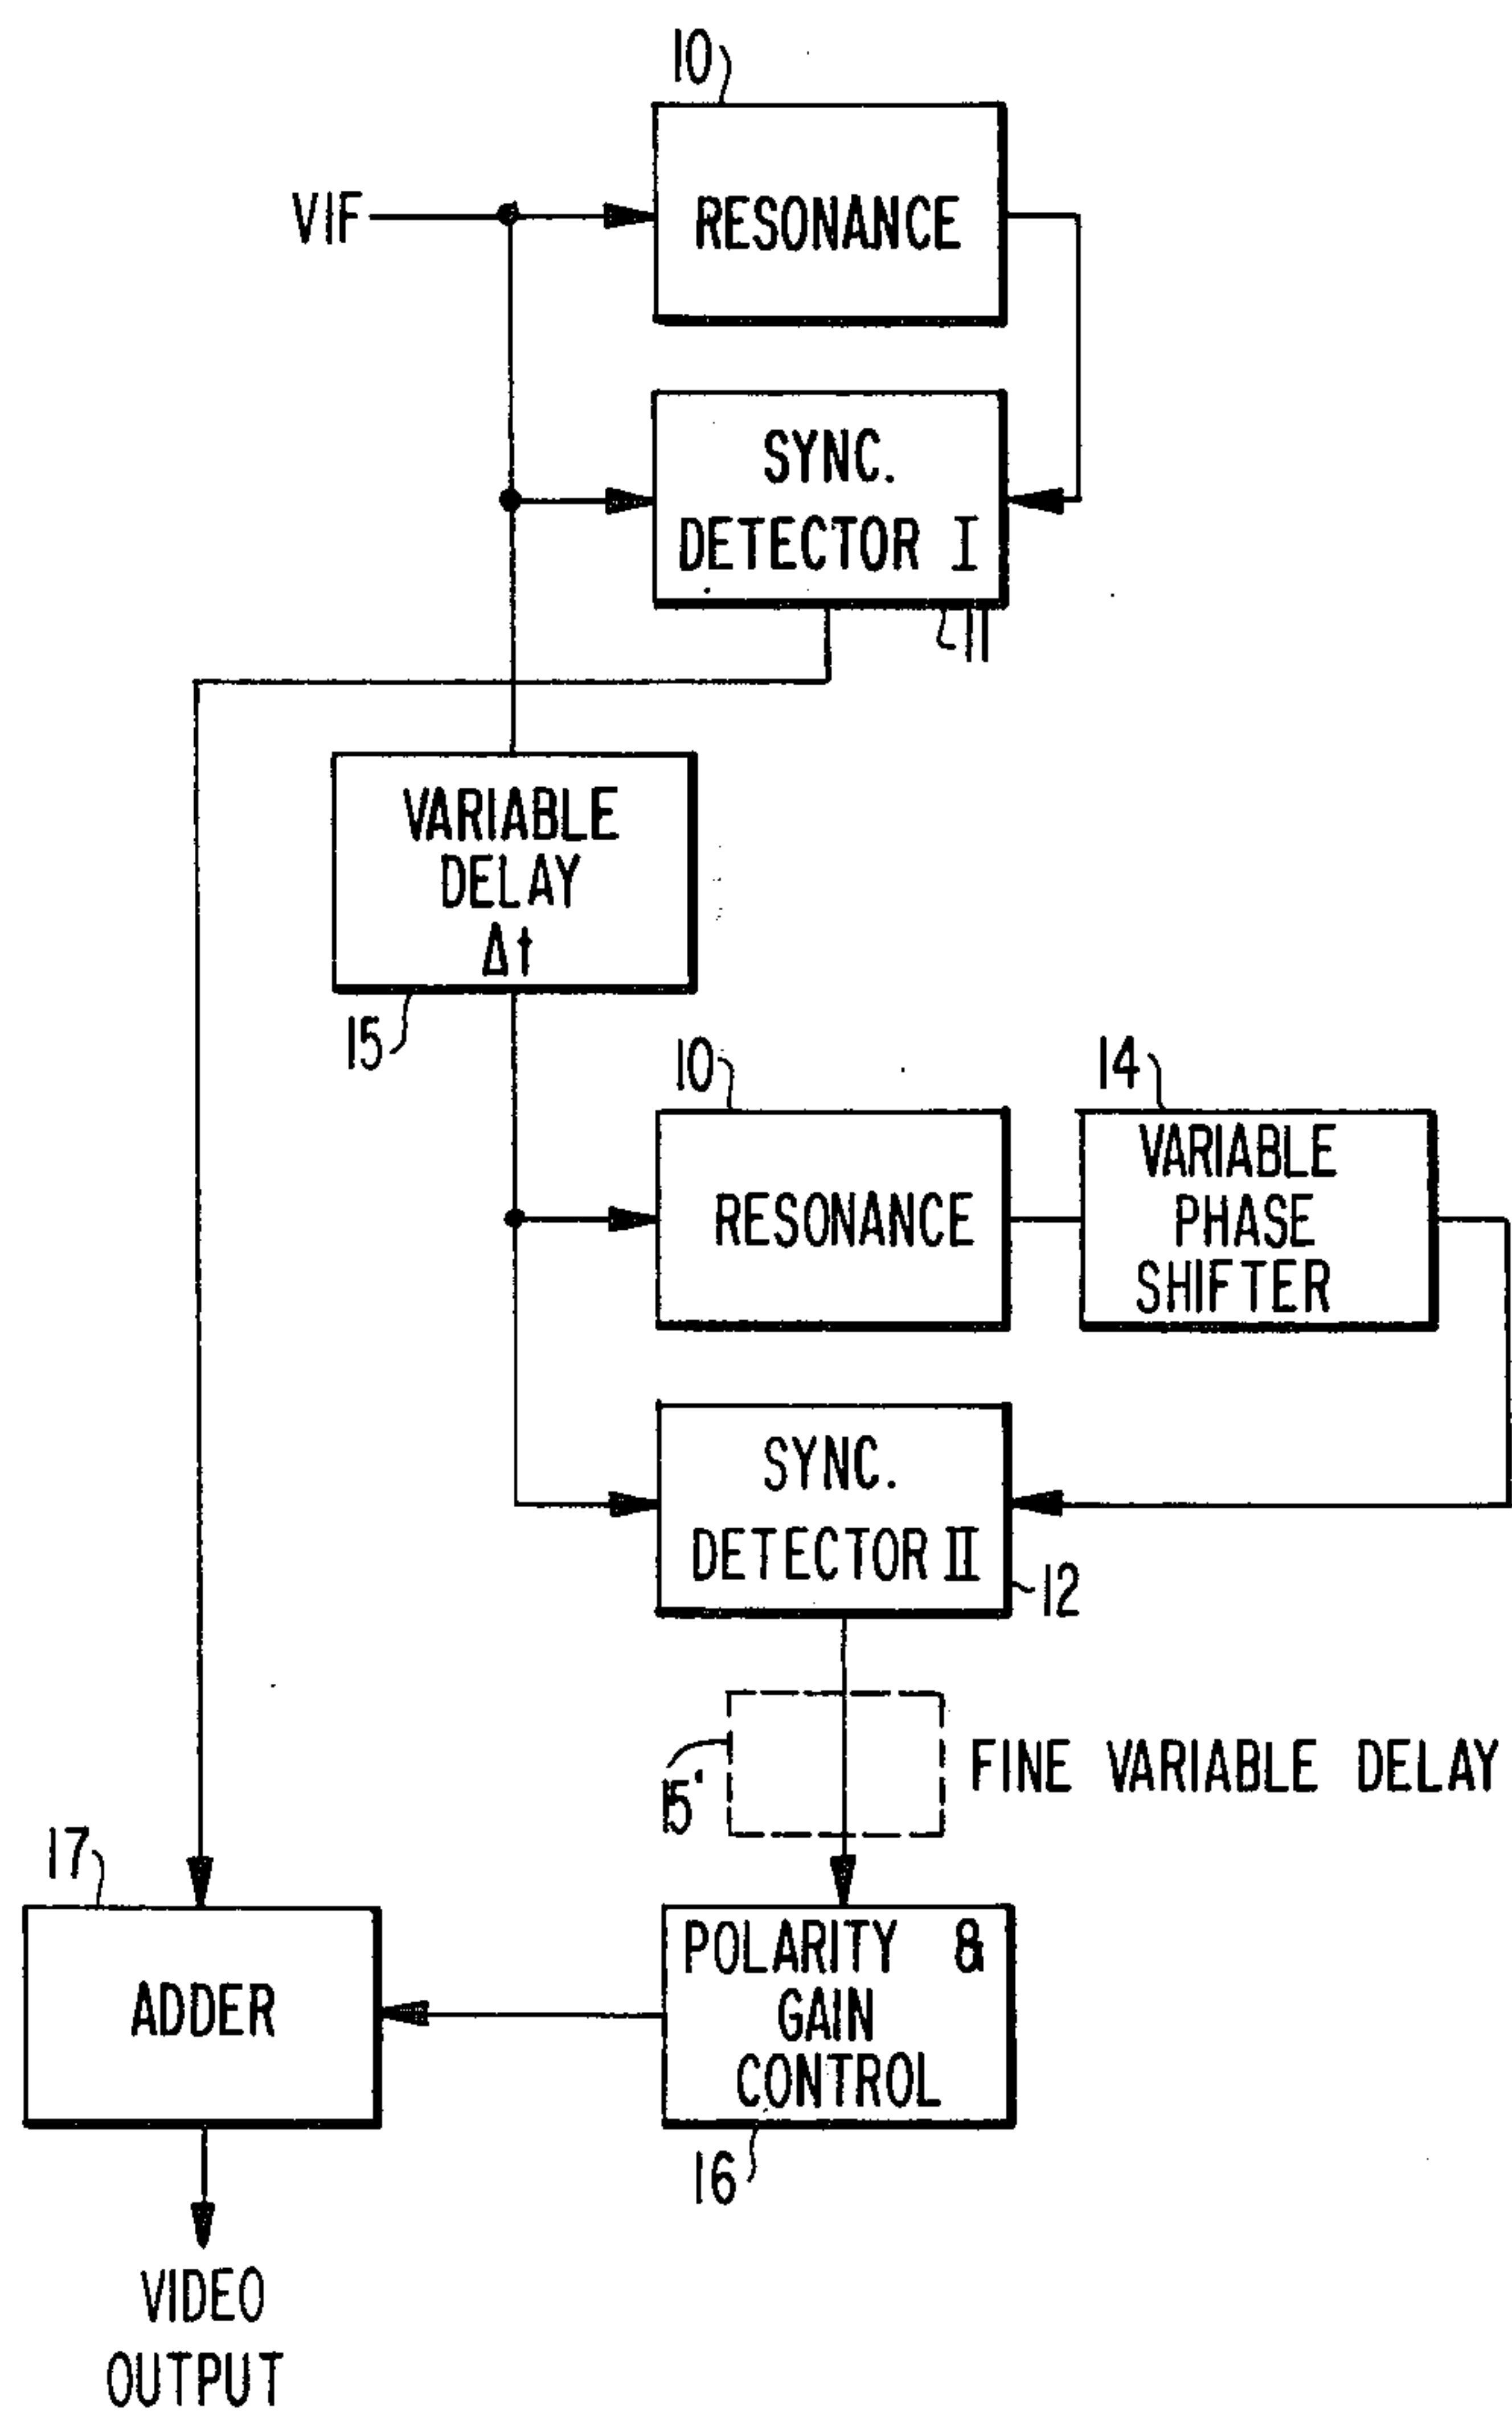 10
VIF
RESONANCE
SYNC.
DETECTOR I
11
VARIABLE
DELAY
Δt
15
10
14
RESONANCE
VARIABLE
PHASE
SHIFTER
SYNC.
DETECTOR II
12
FINE VARIABLE DELAY
15'
17
ADDER
POLARITY &
GAIN
CONTROL
16
VIDEO
OUTPUT